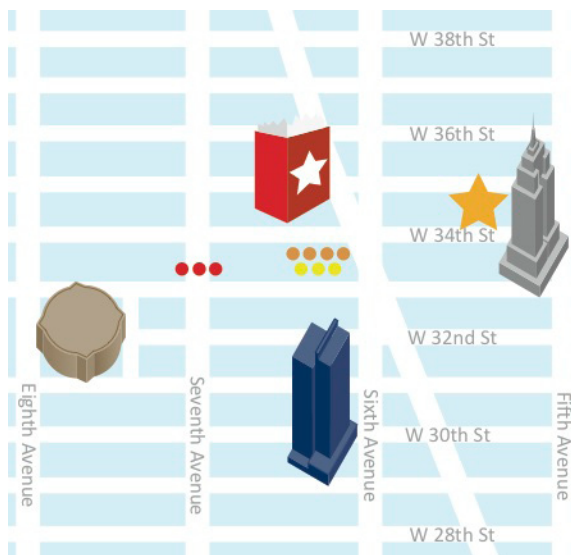 W 38th St
W 36th St
W 34th St
W 32nd St
W 30th St
W 28th St
Eighth Avenue
Seventh Avenue
Sixth Avenue
Fifth Avenue